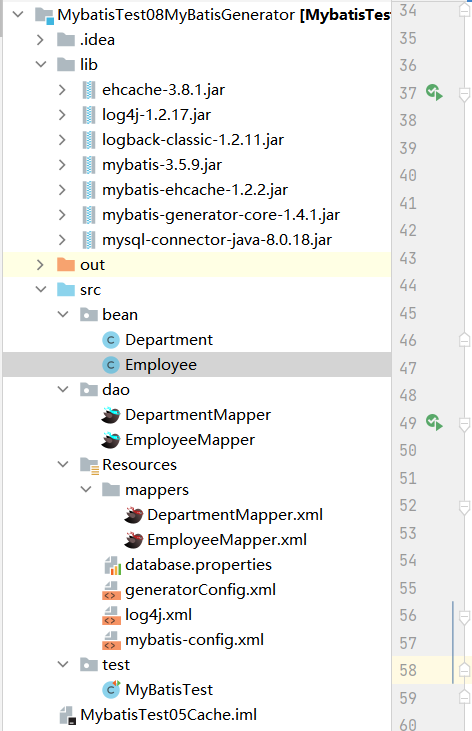 MybatisTest08MyBatisGenerator [MybatisTes
.idea
lib
ehcache-3.8.1.jar
log4j-1.2.17.jar
logback-classic-1.2.11.jar
mybatis-3.5.9.jar
mybatis-ehcache-1.2.2.jar
mybatis-generator-core-1.4.1.jar
mysql-connector-java-8.0.18.jar
out
src
bean
Department
Employee
dao
DepartmentMapper
EmployeeMapper
Resources
mappers
DepartmentMapper.xml
EmployeeMapper.xml
database.properties
generatorConfig.xml
log4j.xml
mybatis-config.xml
test
MyBatisTest
MybatisTest05Cache.iml
34
35
36
37
38
39
40
41
42
43
44
45
46
47
48
49
50
51
52
53
54
55
56
57
58
59
60